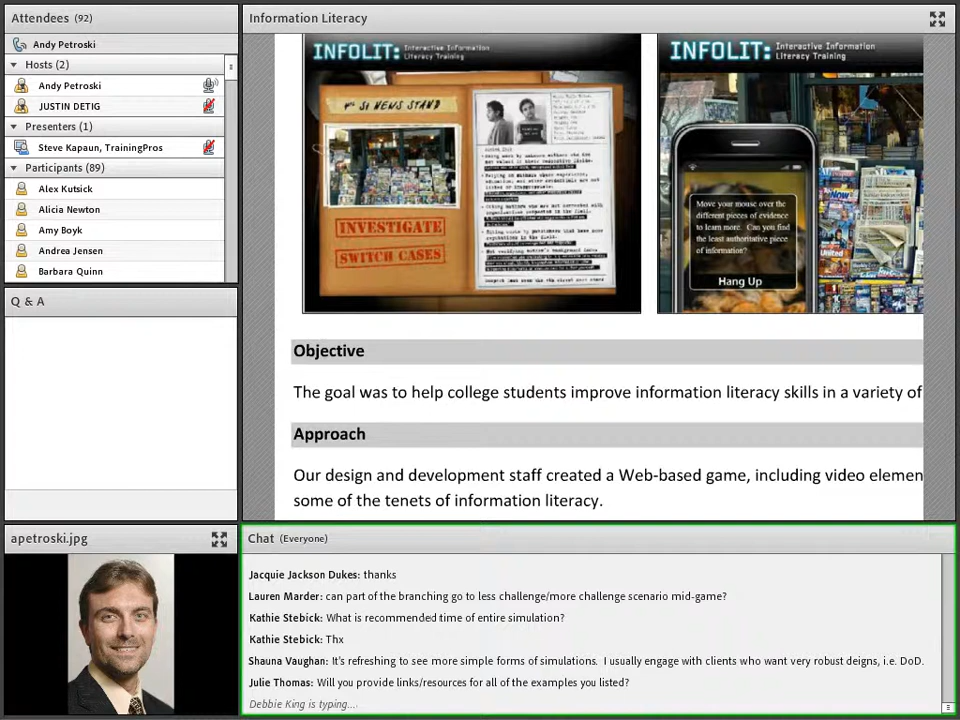 Attendees (92)
Andy Petroski
Hosts (2)
Andy Petroski
JUSTIN DETIG
Presenters (1)
Steve Kapaun, TrainingPros
Participants (89)
Alex Kutsick
Alicia Newton
Amy Boyk
Andrea Jensen
Barbara Quinn
Q & A
apetroski.jpg
Information Literacy
INFOLIT: Interactive Information
Literacy Training
NEWS STAND
INVESTIGATE
SWITCH CASES
INFOLIT: Interactive Information
Literacy Training
Move your mouse over the
different pieces of evidence
to learn more. Can you find
the least authoritative piece
of information?
Hang Up
Objective
The goal was to help college students improve information literacy skills in a variety of
Approach
Our design and development staff created a Web-based game, including video elemen
some of the tenets of information literacy.
Chat (Everyone)
Jacquie Jackson Dukes: thanks
Lauren Marder: can part of the branching go to less challenge/more challenge scenario mid-game?
Kathie Stebick: What is recommended time of entire simulation?
Kathie Stebick: Thx
Shauna Vaughan: It's refreshing to see more simple forms of simulations. I usually engage with clients who want very robust deigns, i.e. DoD.
Julie Thomas: Will you provide links/resources for all of the examples you listed?
Debbie King is typing...